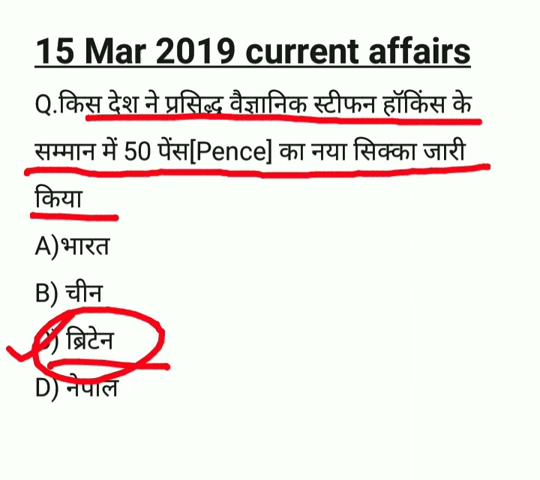 15 Mar 2019 current affairs
Q.किस देश ने प्रसिद्ध वैज्ञानिक स्टीफन हॉकिंस के
सम्मान में 50 पेंस[Pence] का नया सिक्का जारी
किया
A)भारत
B) चीन
C) ब्रिटेन
D) नेपाल